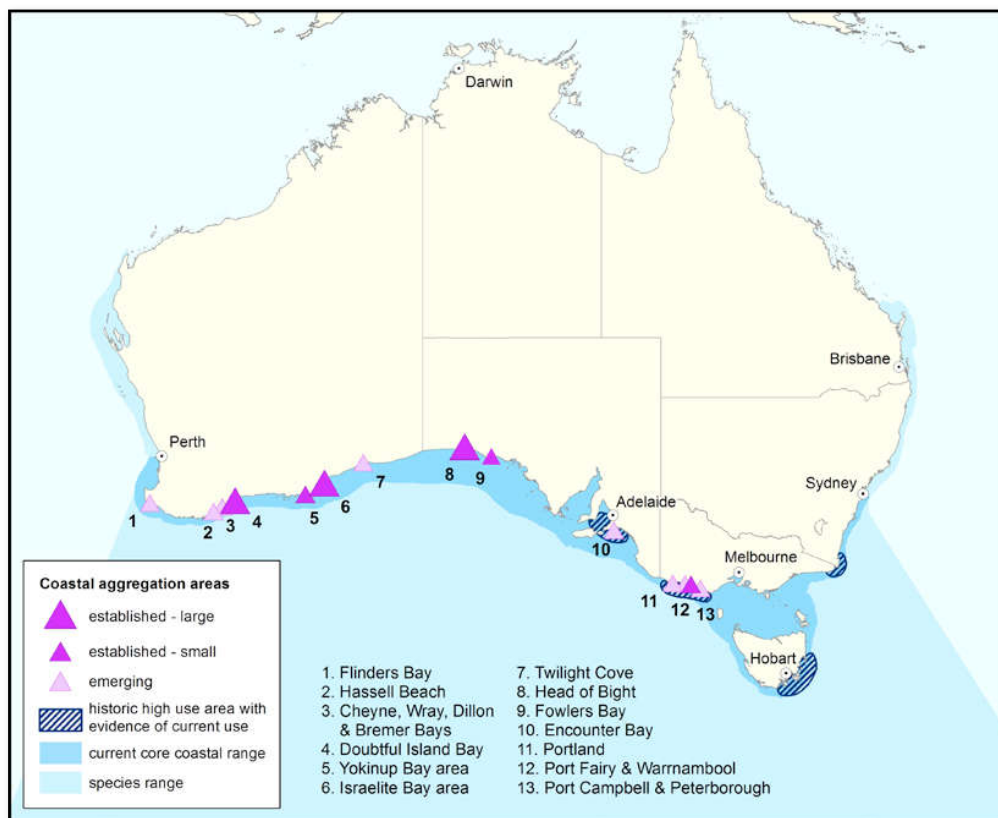 Darwin
Brisbane
Perth
8
9
7
Sydney
Adelaide
1
2
3
4
5
6
10
Melbourne
11
12
13
Hobart
Coastal aggregation areas
established - large
established - small
emerging
historic high use area with
evidence of current use
current core coastal range
species range
1. Flinders Bay
2. Hassell Beach
3. Cheyne, Wray, Dillon
& Bremer Bays
4. Doubtful Island Bay
5. Yokinup Bay area
6. Israelite Bay area
7. Twilight Cove
8. Head of Bight
9. Fowlers Bay
10. Encounter Bay
11. Portland
12. Port Fairy & Warrnambool
13. Port Campbell & Peterborough